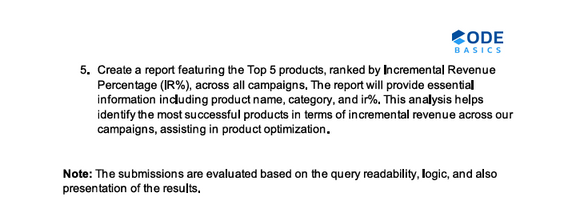 CODE
BASICS
5. Create a report featuring the Top 5 products, ranked by Incremental Revenue
Percentage (IR%), across all campaigns. The report will provide essential
information including product name, category, and ir%. This analysis helps
identify the most successful products in terms of incremental revenue across our
campaigns, assisting in product optimization.
Note: The submissions are evaluated based on the query readability, logic, and also
presentation of the results.